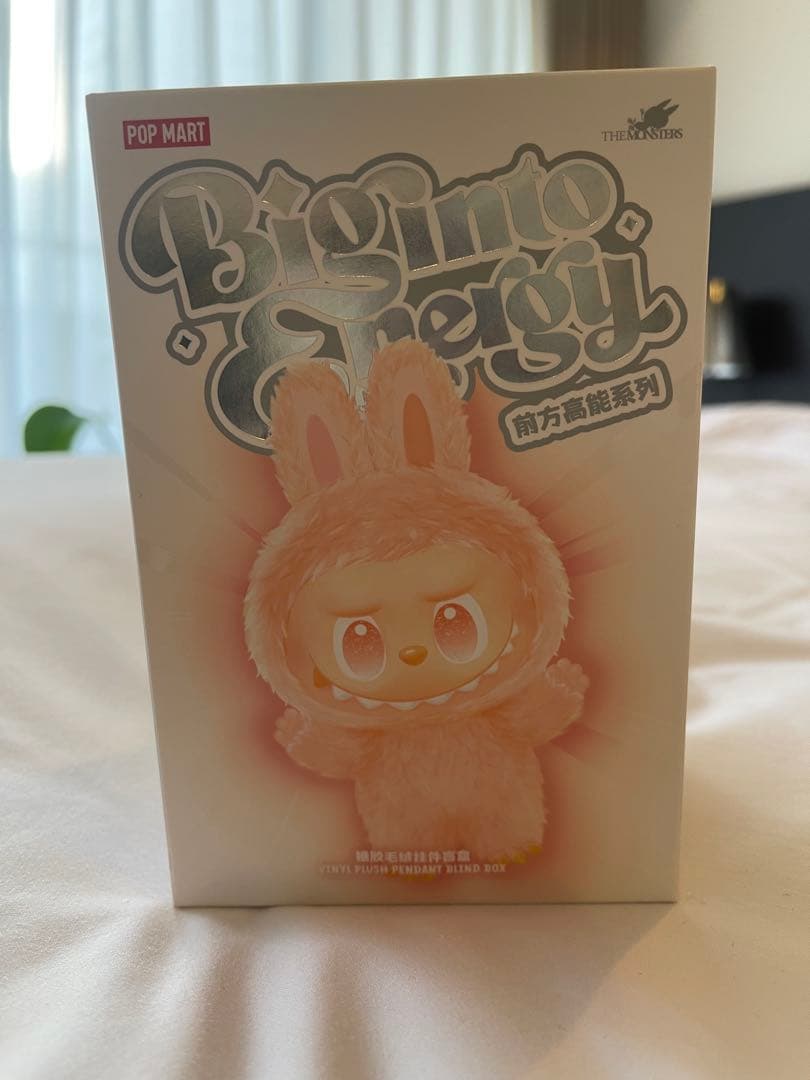 POP MART
THE MONSTERS
Big into
Energy
前方高能系列
搪胶毛绒挂件盲盒
VINYL PLUSH PENDANT BLIND BOX